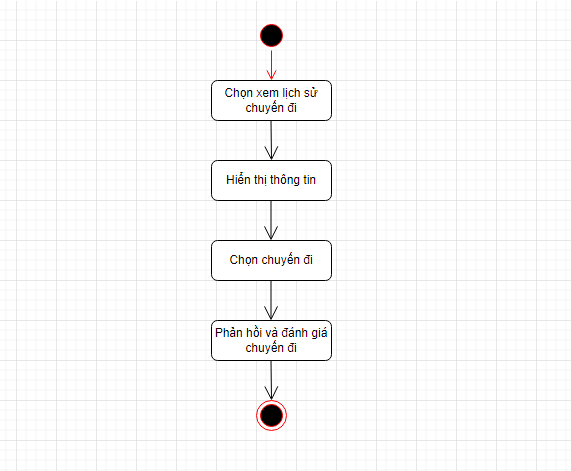 Chọn xem lịch sử
chuyến đi
Hiển thị thông tin
Chọn chuyến đi
Phản hồi và đánh giá
chuyến đi